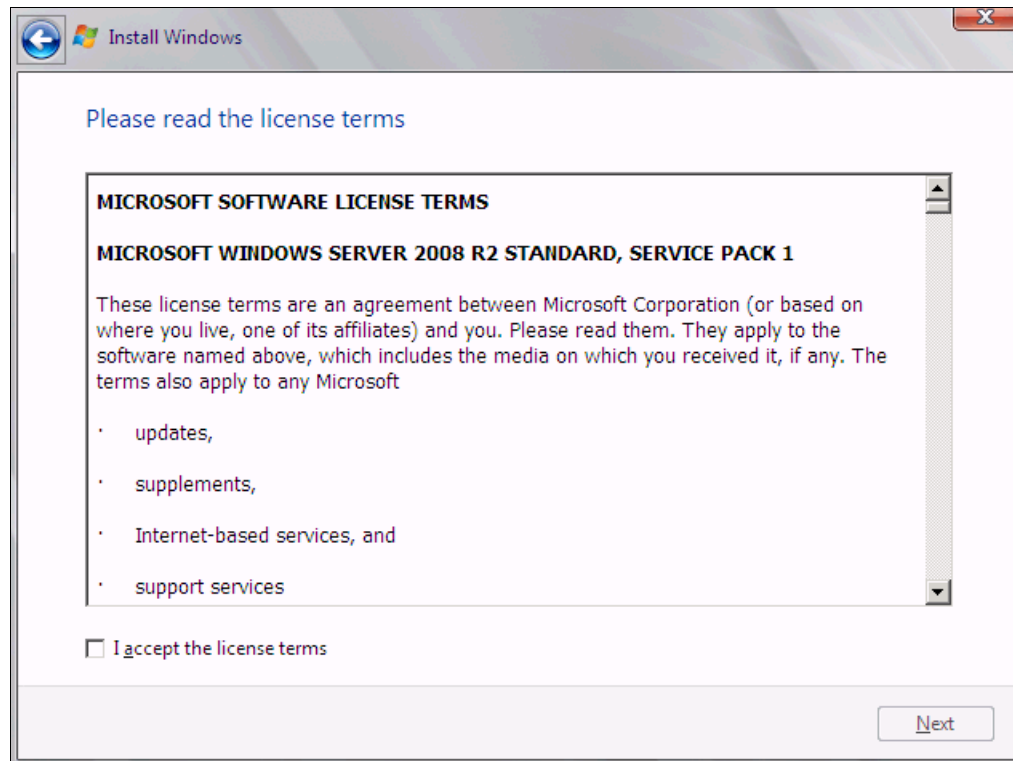 Install Windows
Please read the license terms
MICROSOFT SOFTWARE LICENSE TERMS
MICROSOFT WINDOWS SERVER 2008 R2 STANDARD, SERVICE PACK 1
These license terms are an agreement between Microsoft Corporation (or based on
where you live, one of its affiliates) and you. Please read them. They apply to the
software named above, which includes the media on which you received it, if any. The
terms also apply to any Microsoft
· updates,
· supplements,
· Internet-based services, and
· support services
I accept the license terms
Next